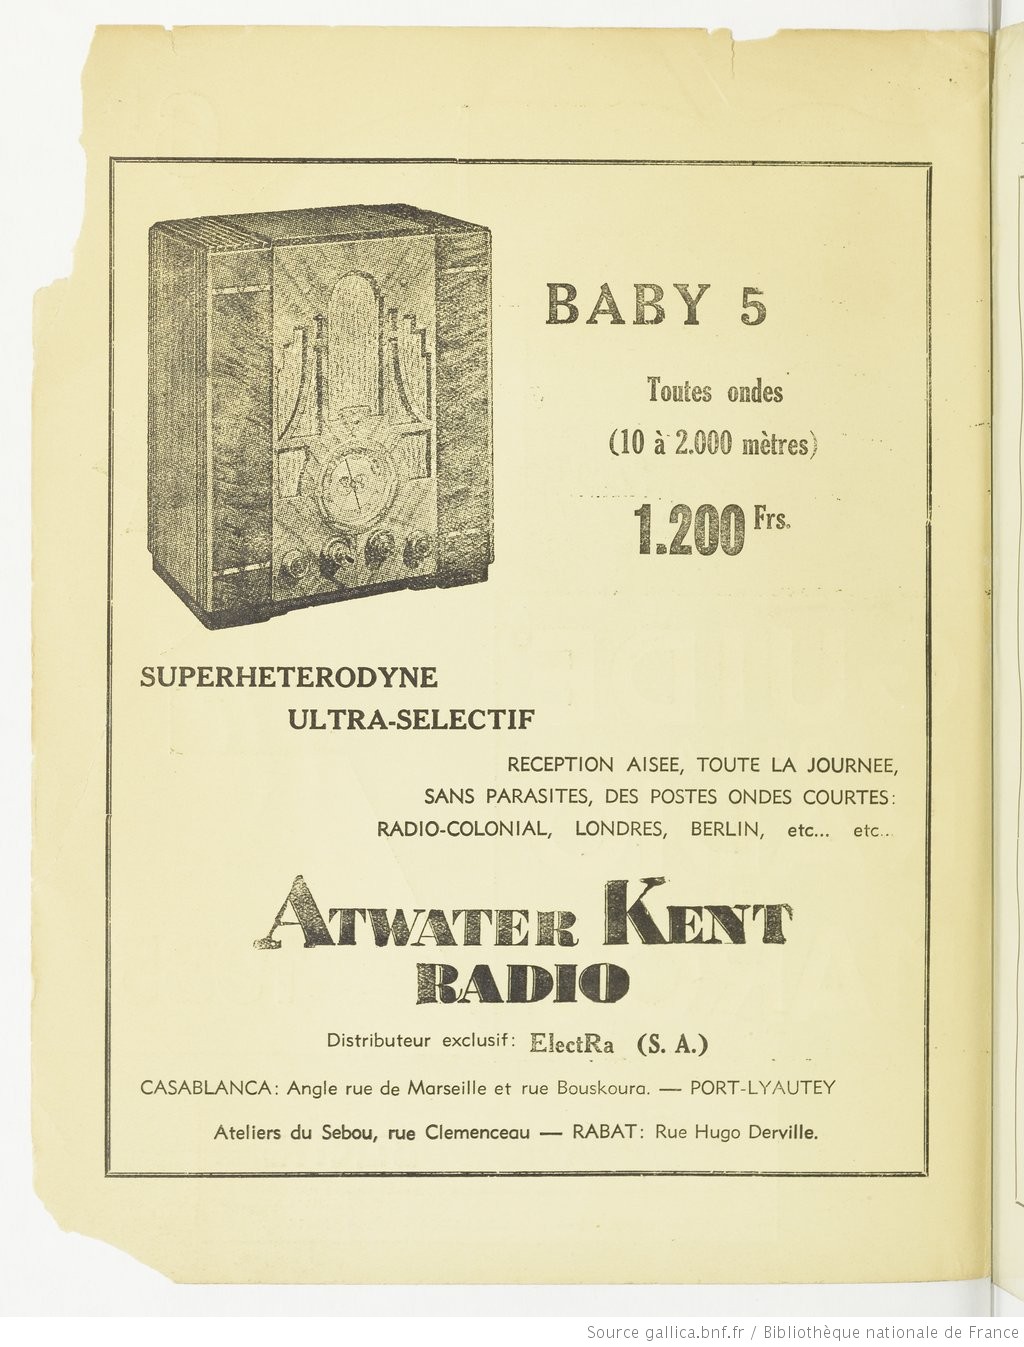 BABY 5
Toutes ondes
(10 à 2.000 mètres)
1.200 Frs.
SUPERHETERODYNE
ULTRA-SELECTIF
RECEPTION AISEE, TOUTE LA JOURNEE,
SANS PARASITES, DES POSTES ONDES COURTES:
RADIO-COLONIAL, LONDRES, BERLIN, etc... etc...
ATWATER KENT
RADIO
Distributeur exclusif: ElectRa (S. A.)
CASABLANCA: Angle rue de Marseille et rue Bouskoura. — PORT-LYAUTEY
Ateliers du Sebou, rue Clemenceau — RABAT: Rue Hugo Derville.
Source gallica.bnf.fr / Bibliothèque nationale de France